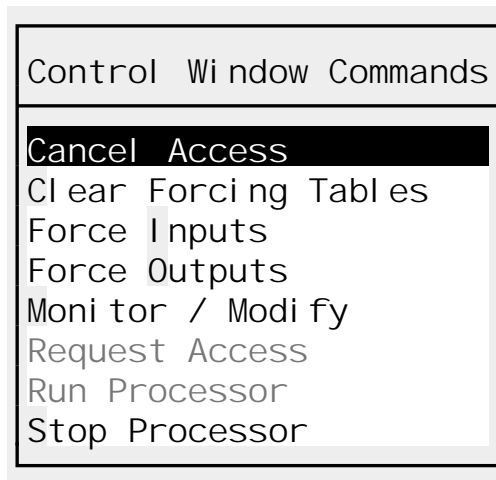 Control Window Commands
Cancel Access
Clear Forcing Tables
Force Inputs
Force Outputs
Monitor / Modify
Request Access
Run Processor
Stop Processor